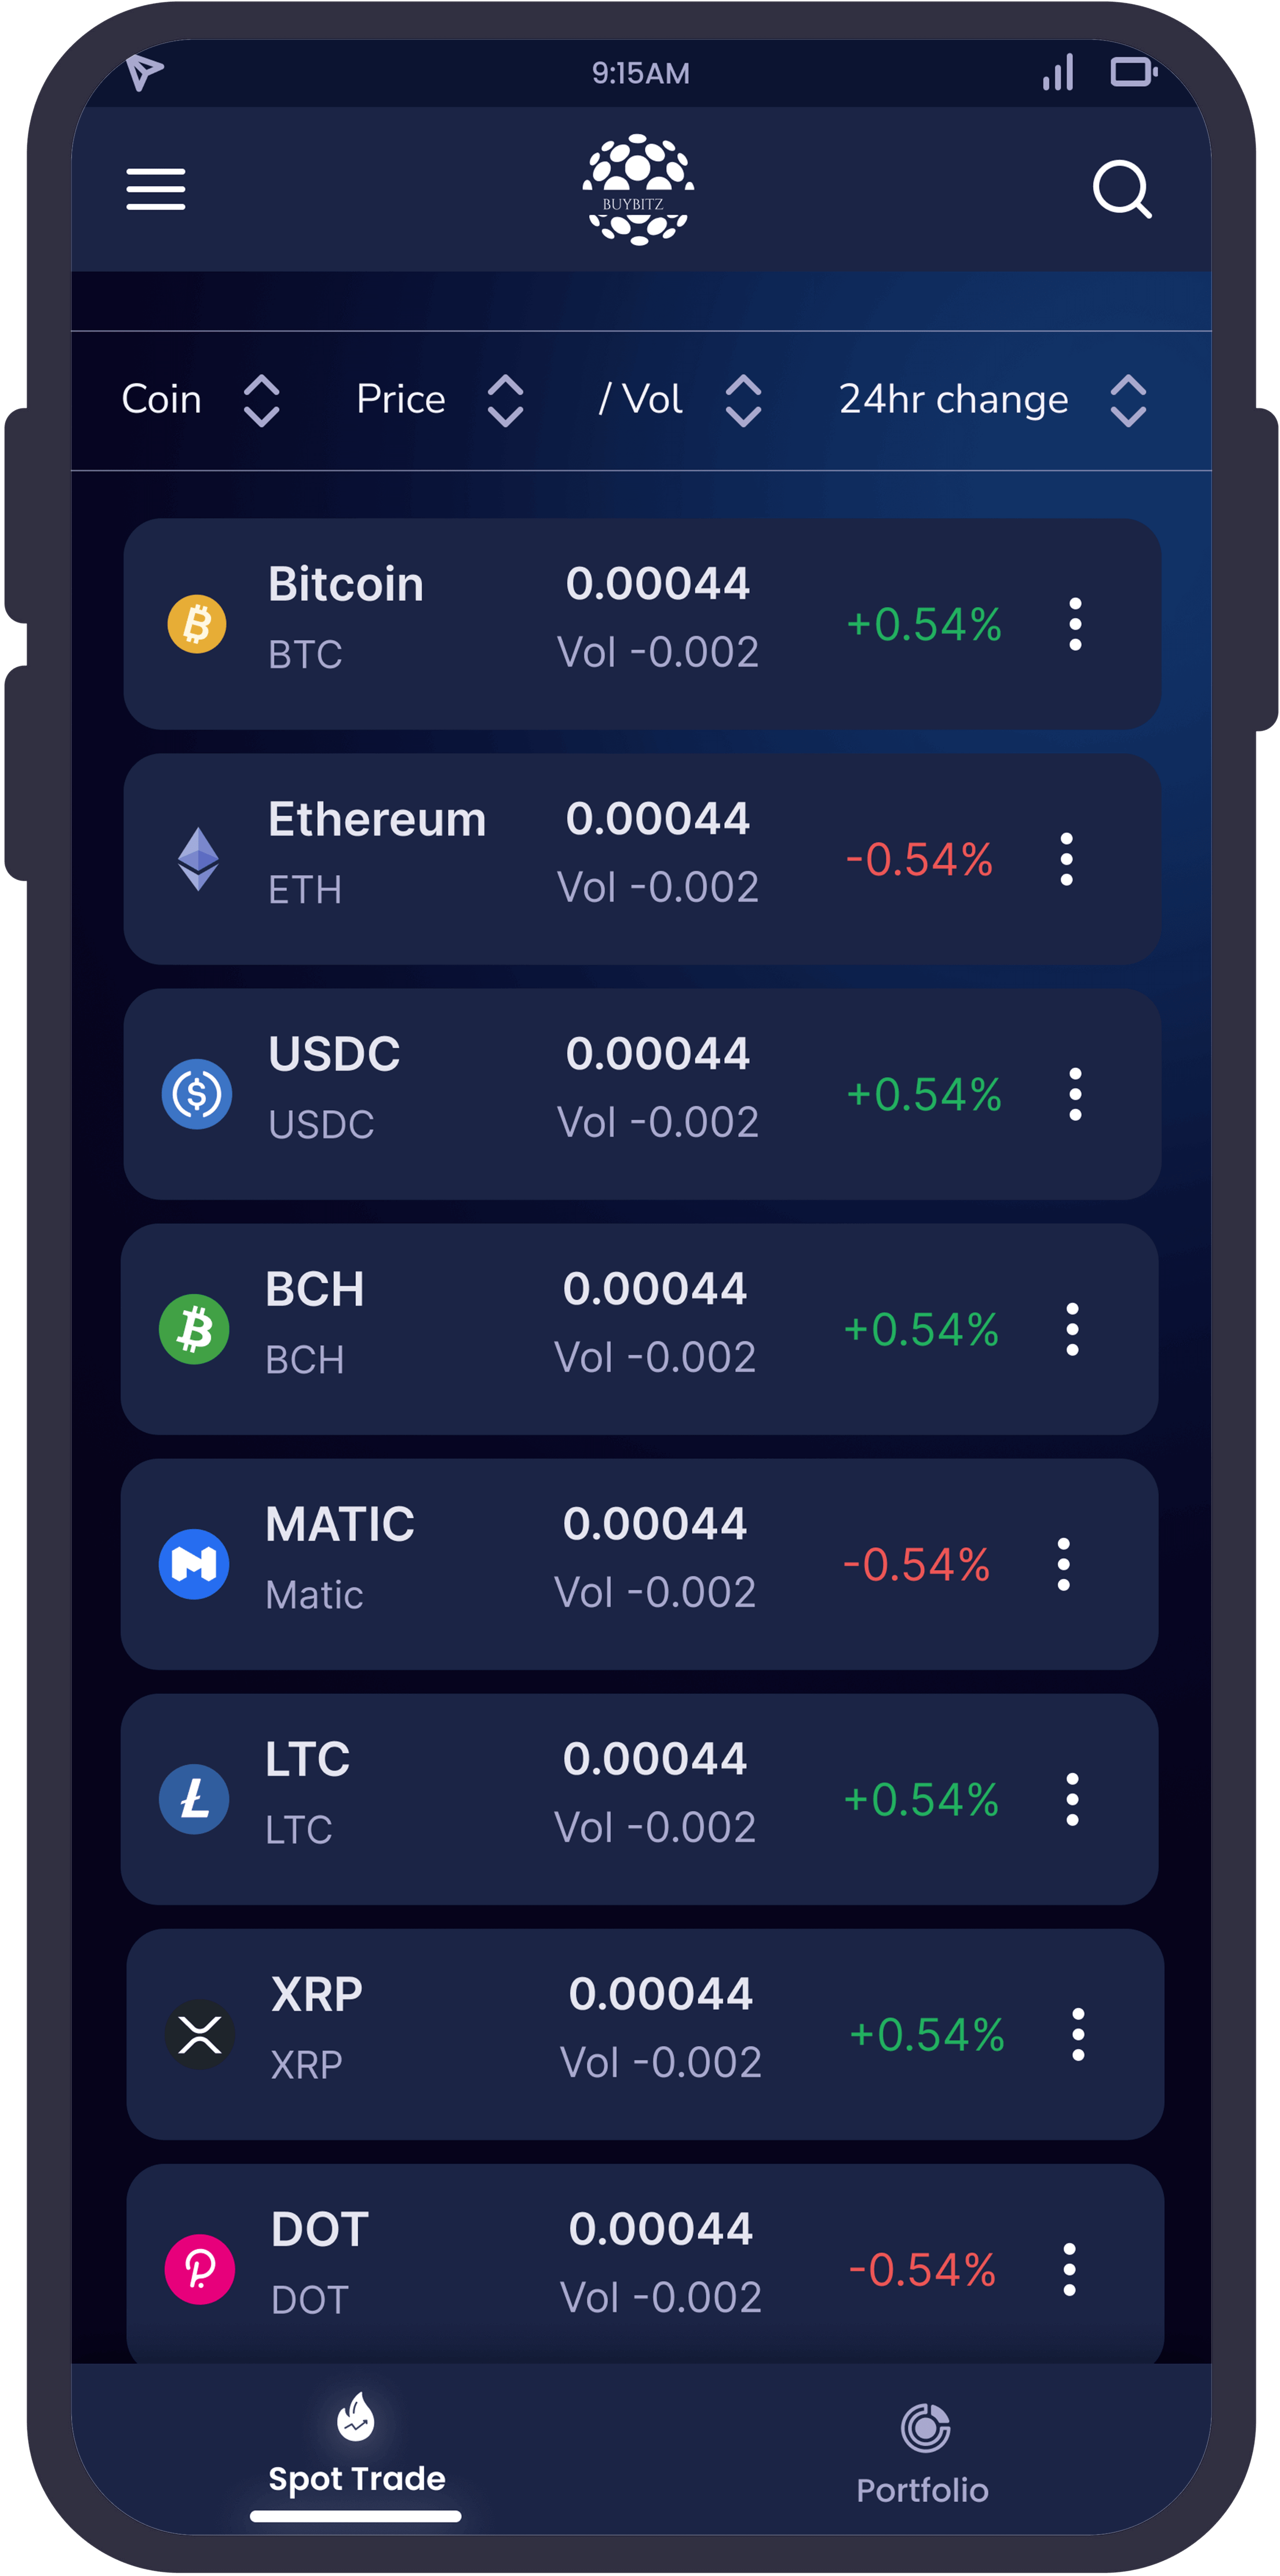 9:15AM
BUYBITZ
Coin Price / Vol 24hr change
Bitcoin 0.00044
BTC Vol -0.002 +0.54%
Ethereum 0.00044
ETH Vol -0.002 -0.54%
USDC 0.00044
USDC Vol -0.002 +0.54%
BCH 0.00044
BCH Vol -0.002 +0.54%
MATIC 0.00044
Matic Vol -0.002 -0.54%
LTC 0.00044
LTC Vol -0.002 +0.54%
XRP 0.00044
XRP Vol -0.002 +0.54%
DOT 0.00044
DOT Vol -0.002 -0.54%
Spot Trade Portfolio